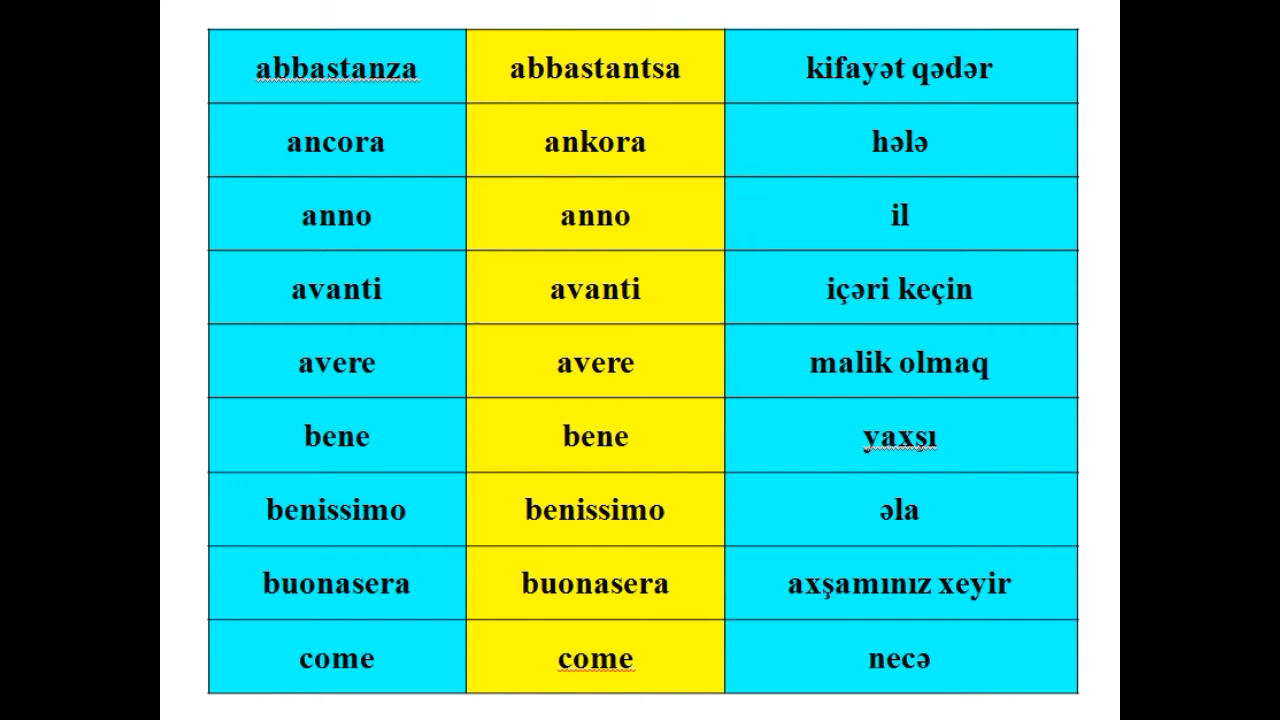 abbastanza abbastantsa kifayət qədər
ancora ankora hələ
anno anno il
avanti avanti içəri keçin
avere avere malik olmaq
bene bene yaxşı
benissimo benissimo əla
buonasera buonasera axşamınız xeyir
come come necə